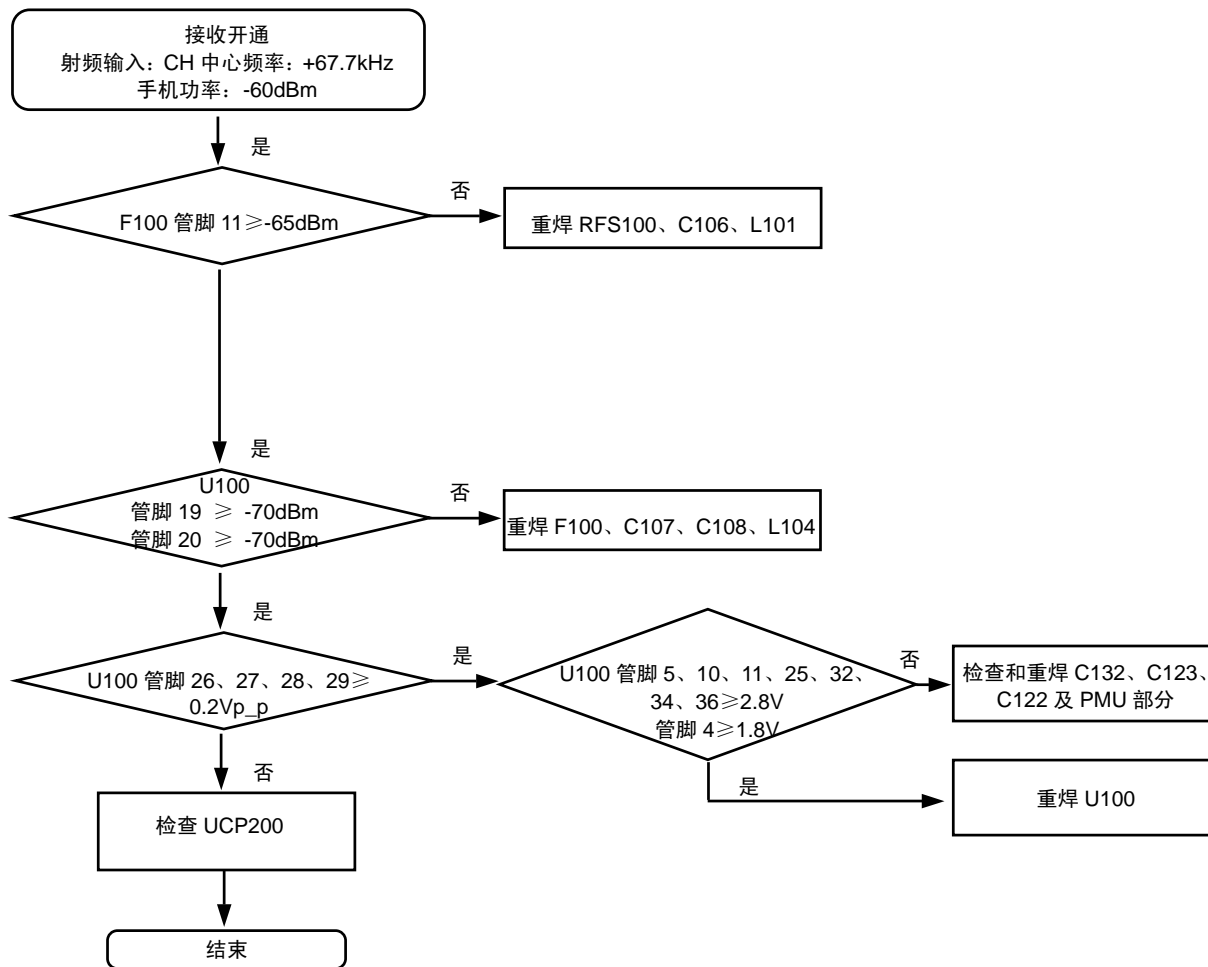 接收开通
射频输入：CH 中心频率：+67.7kHz
手机功率：-60dBm
是
F100 管脚 11≥-65dBm
否
重焊 RFS100、C106、L101
是
U100
管脚 19 ≥ -70dBm
管脚 20 ≥ -70dBm
否
重焊 F100、C107、C108、L104
是
U100 管脚 26、27、28、29≥
0.2Vp_p
是
U100 管脚 5、10、11、25、32、
34、36≥2.8V
管脚 4≥1.8V
否
检查和重焊 C132、C123、
C122 及 PMU 部分
是
重焊 U100
否
检查 UCP200
结束